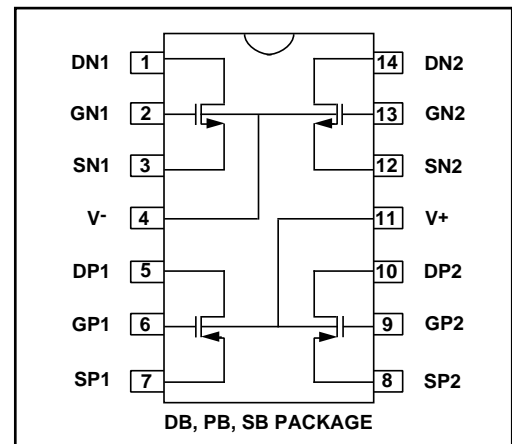 DN1 1 14 DN2
GN1 2 13 GN2
SN1 3 12 SN2
V- 4 11 V+
DP1 5 10 DP2
GP1 6 9 GP2
SP1 7 8 SP2
DB, PB, SB PACKAGE